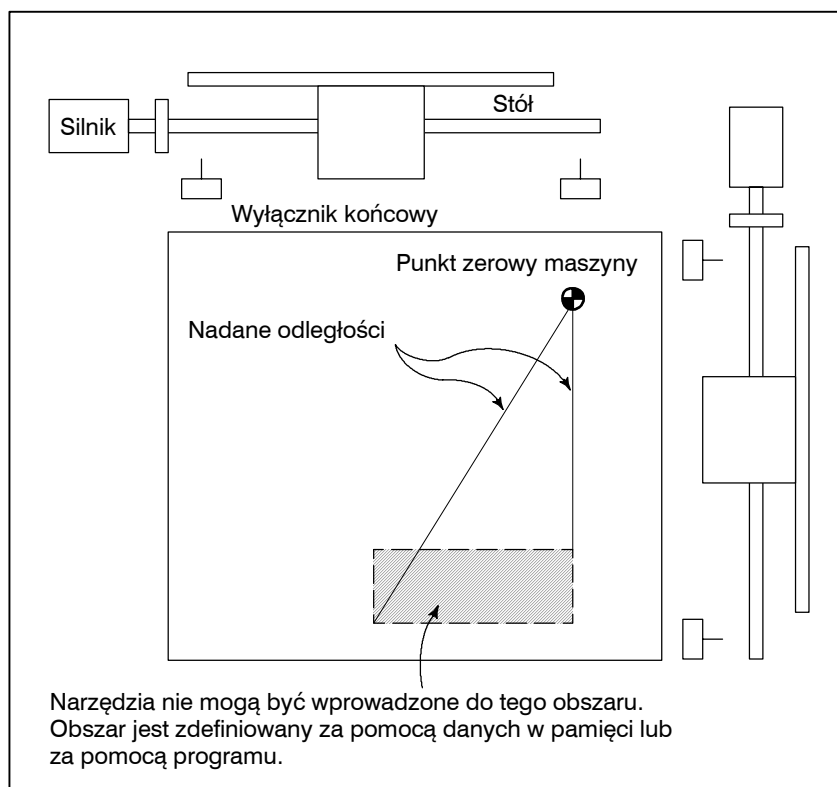 Stół
Silnik
Wyłącznik końcowy
Punkt zerowy maszyny
Nadane odległości
Narzędzia nie mogą być wprowadzone do tego obszaru.
Obszar jest zdefiniowany za pomocą danych w pamięci lub
za pomocą programu.